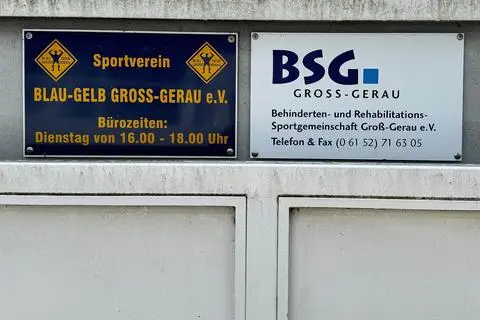 Sportverein
BLAU-GELB GROSS-GERAU e.V.
Bürozeiten:
Dienstag von 16.00 - 18.00 Uhr
BSG
GROSS-GERAU
Behinderten- und Rehabilitations-
Sportgemeinschaft Groß-Gerau e.V.
Telefon & Fax (0 61 52) 71 63 05